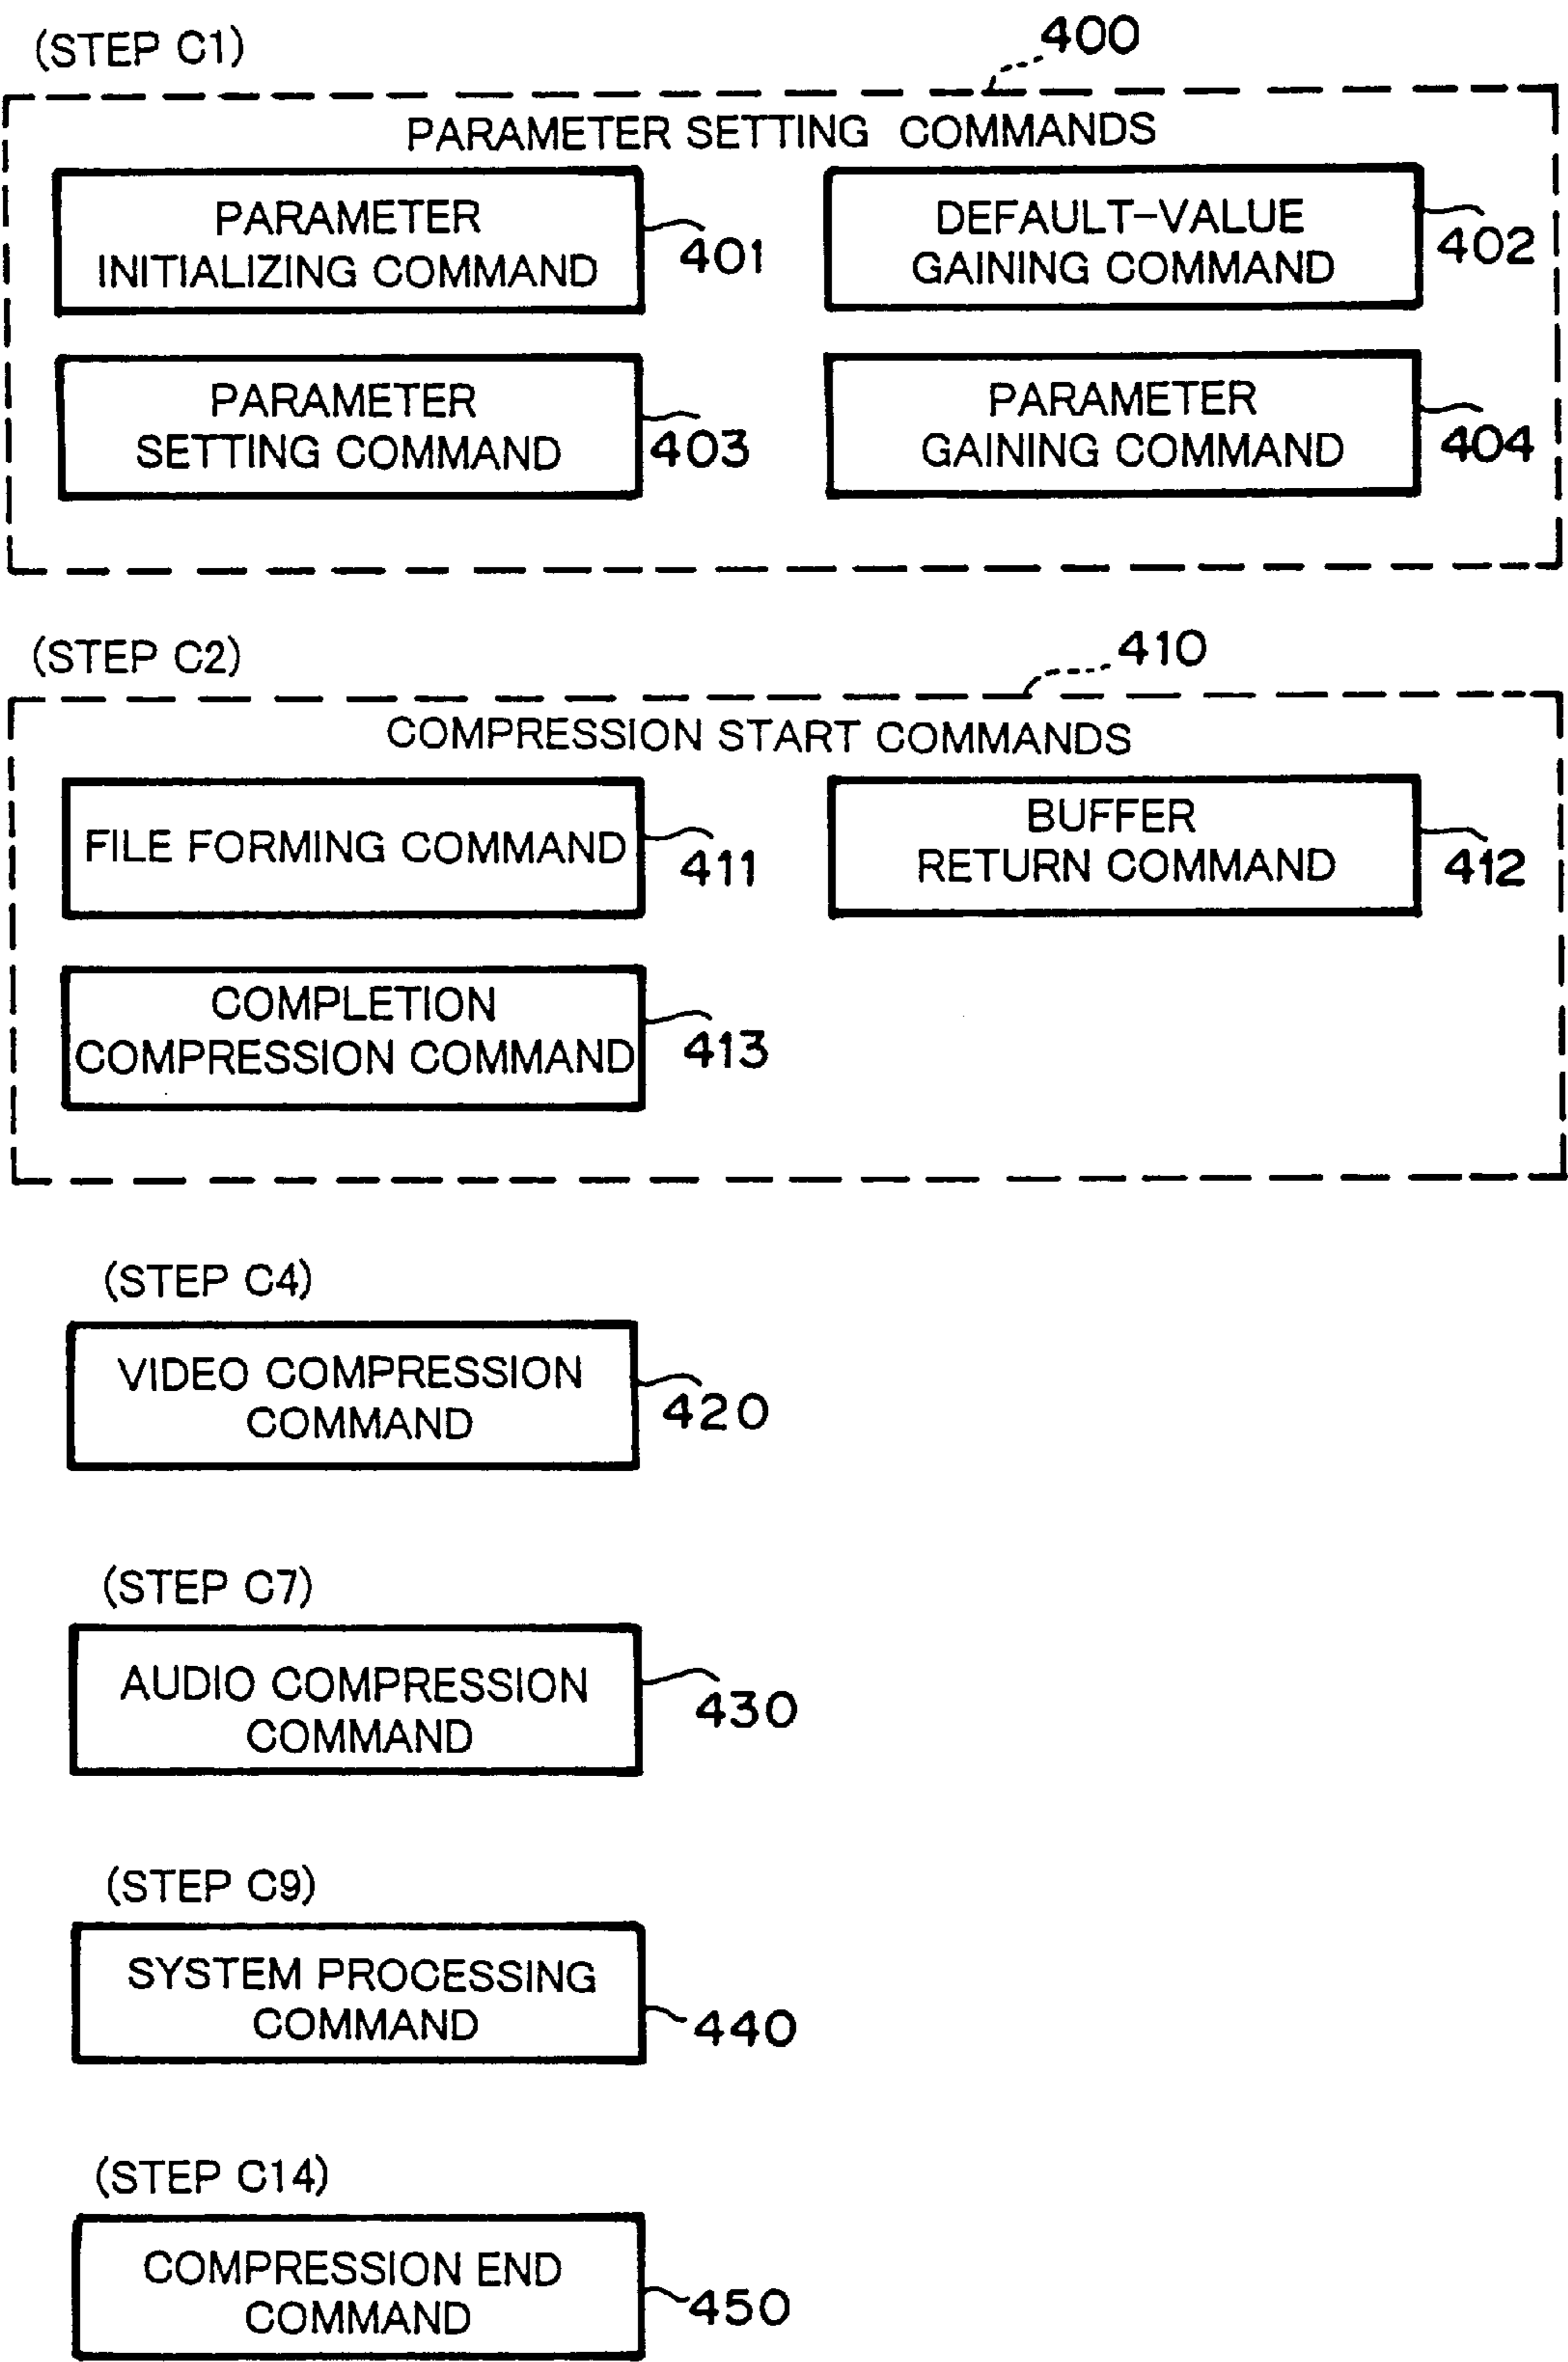 (STEP C1)
400
PARAMETER SETTING COMMANDS
PARAMETER
INITIALIZING COMMAND
401
DEFAULT-VALUE
GAINING COMMAND
402
PARAMETER
SETTING COMMAND
403
PARAMETER
GAINING COMMAND
404
(STEP C2)
410
COMPRESSION START COMMANDS
FILE FORMING COMMAND
411
BUFFER
RETURN COMMAND
412
COMPLETION
COMPRESSION COMMAND
413
(STEP C4)
VIDEO COMPRESSION
COMMAND
420
(STEP C7)
AUDIO COMPRESSION
COMMAND
430
(STEP C9)
SYSTEM PROCESSING
COMMAND
440
(STEP C14)
COMPRESSION END
COMMAND
450